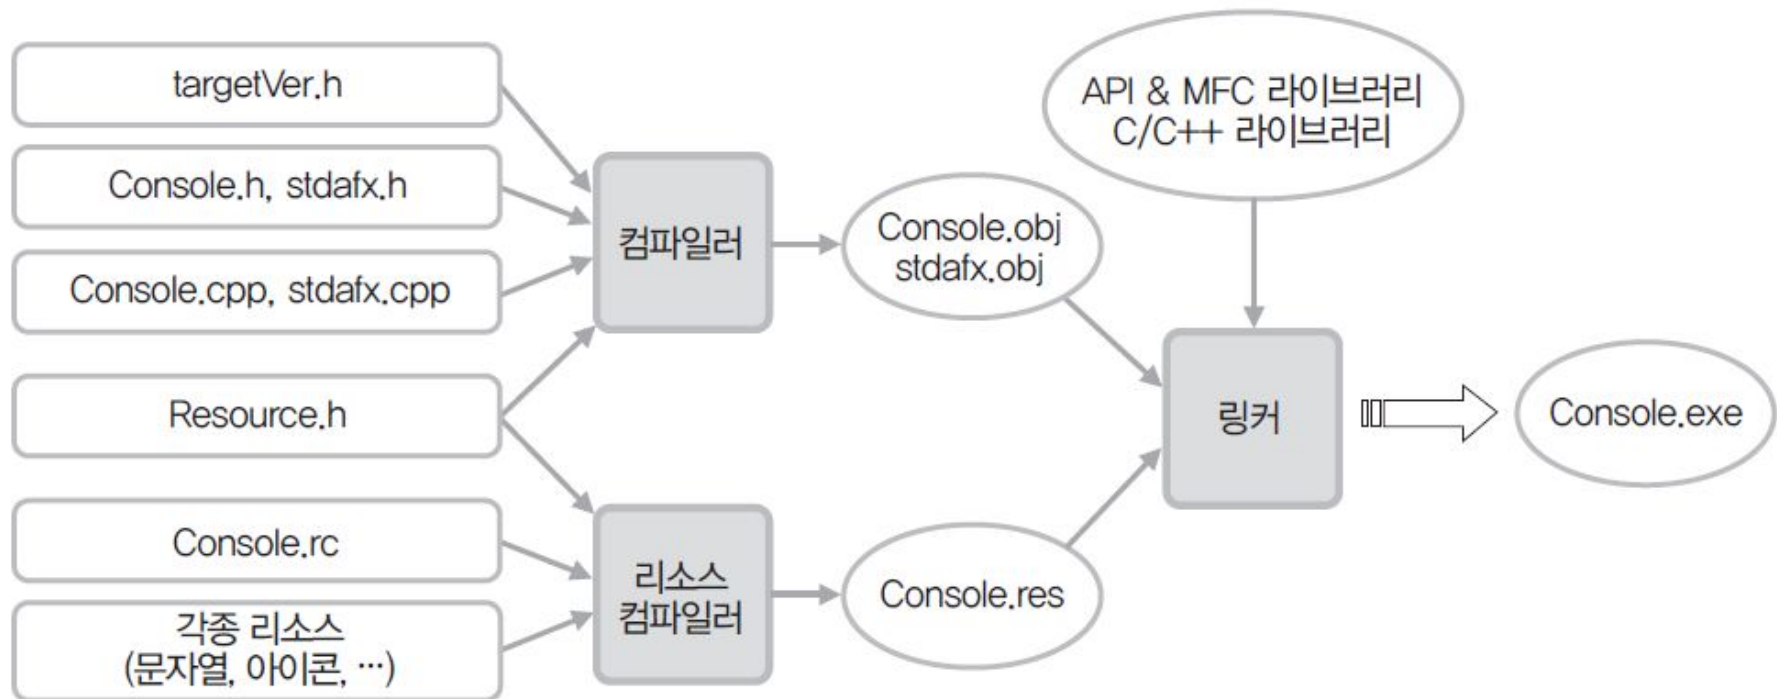 targetVer.h
Console.h, stdafx.h
Console.cpp, stdafx.cpp
Resource.h
Console.rc
각종 리소스
(문자열, 아이콘, …)
컴파일러
리소스
컴파일러
Console.obj
stdafx.obj
Console.res
API & MFC 라이브러리
C/C++ 라이브러리
링커
Console.exe